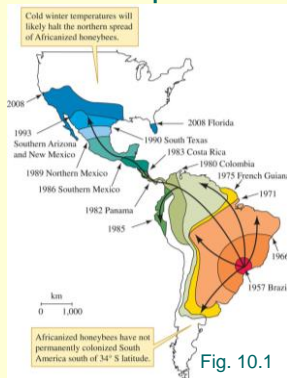 Cold winter temperatures will
likely halt the northern spread
of Africanized honeybees.
2008
2008 Florida
1993
Southern Arizona
and New Mexico
1990 South Texas
1983 Costa Rica
1989 Northern Mexico
1980 Colombia
1986 Southern Mexico
1975 French Guiana
1971
1982 Panama
1985
1966
1957 Brazi
km
0 1,000
Africanized honeybees have not
permanently colonized South
America south of 34° S latitude.
Fig. 10.1